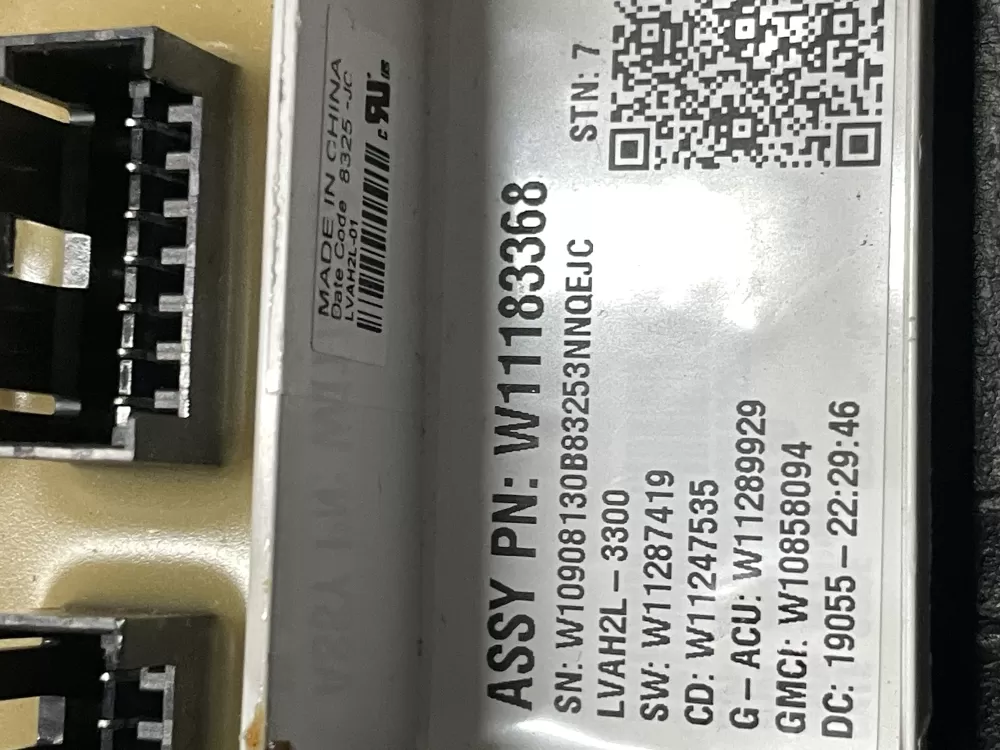 MADE IN CHINA
Date Code 8325 -JC
LVAH2L-01
STN: 7
ASSY PN: W11183368
SN: W10908130B83253NNQEJC
LVAH2L-3300
SW: W11287419
CD: W11247535
G-ACU: W11289929
GMCI: W10858094
DC: 19055-22:29:46